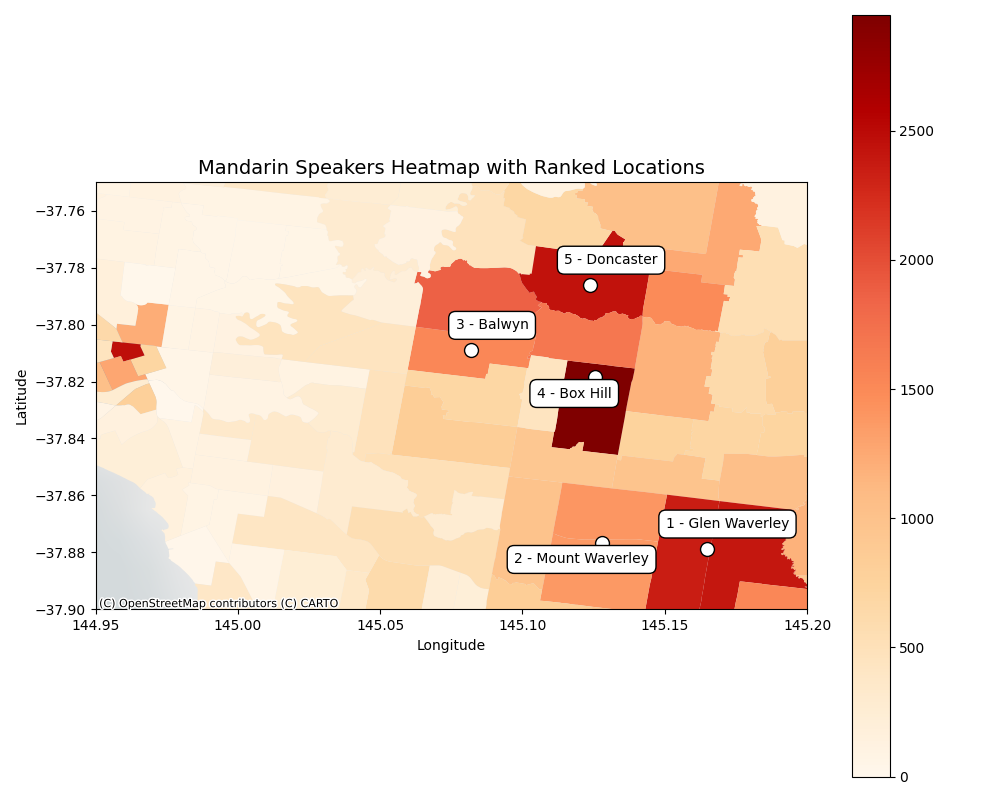 Mandarin Speakers Heatmap with Ranked Locations
−37.76
−37.78
−37.80
−37.82
−37.84
−37.86
−37.88
−37.90
Latitude
5 - Doncaster
3 - Balwyn
4 - Box Hill
1 - Glen Waverley
2 - Mount Waverley
(C) OpenStreetMap contributors (C) CARTO
144.95
145.00
145.05
145.10
145.15
145.20
Longitude
2500
2000
1500
1000
500
0